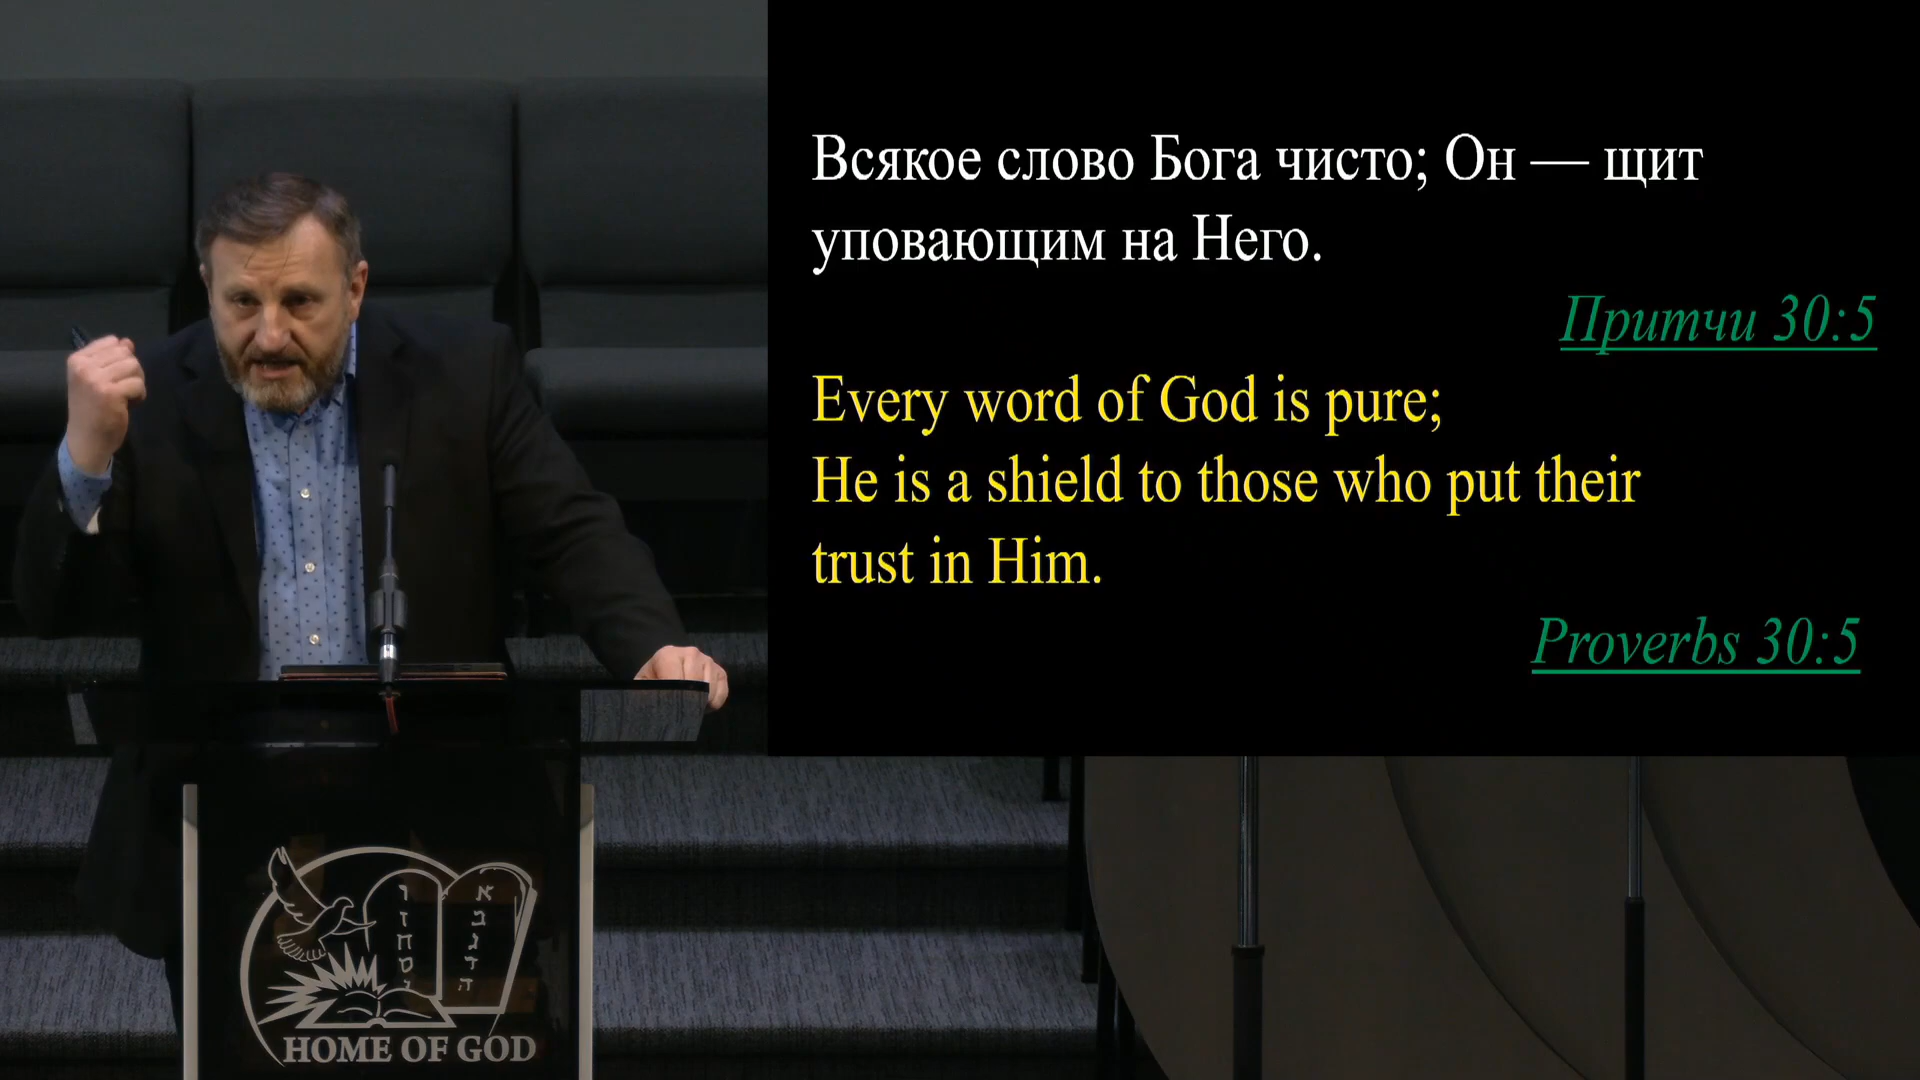 Всякое слово Бога чисто; Он — щит
уповающим на Него.
Притчи 30:5
Every word of God is pure;
He is a shield to those who put their
trust in Him.
Proverbs 30:5
א
ב
ג
ד
ה
HOME OF GOD